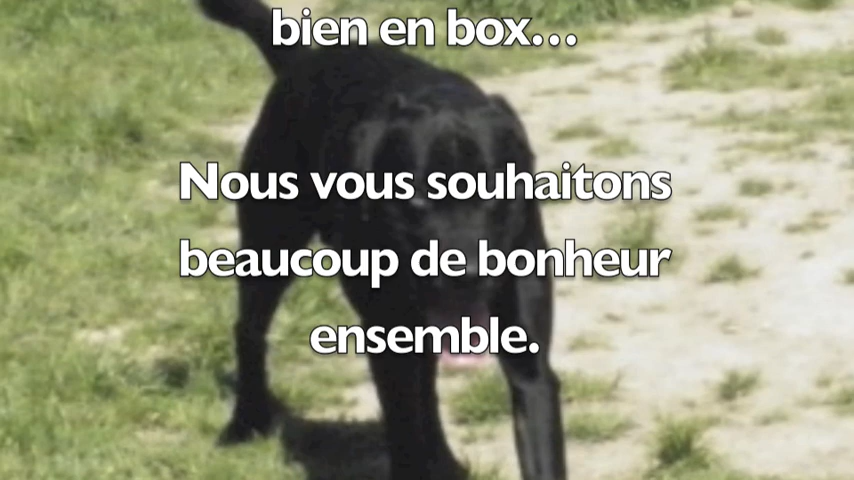 bien en box...
Nous vous souhaitons
beaucoup de bonheur
ensemble.